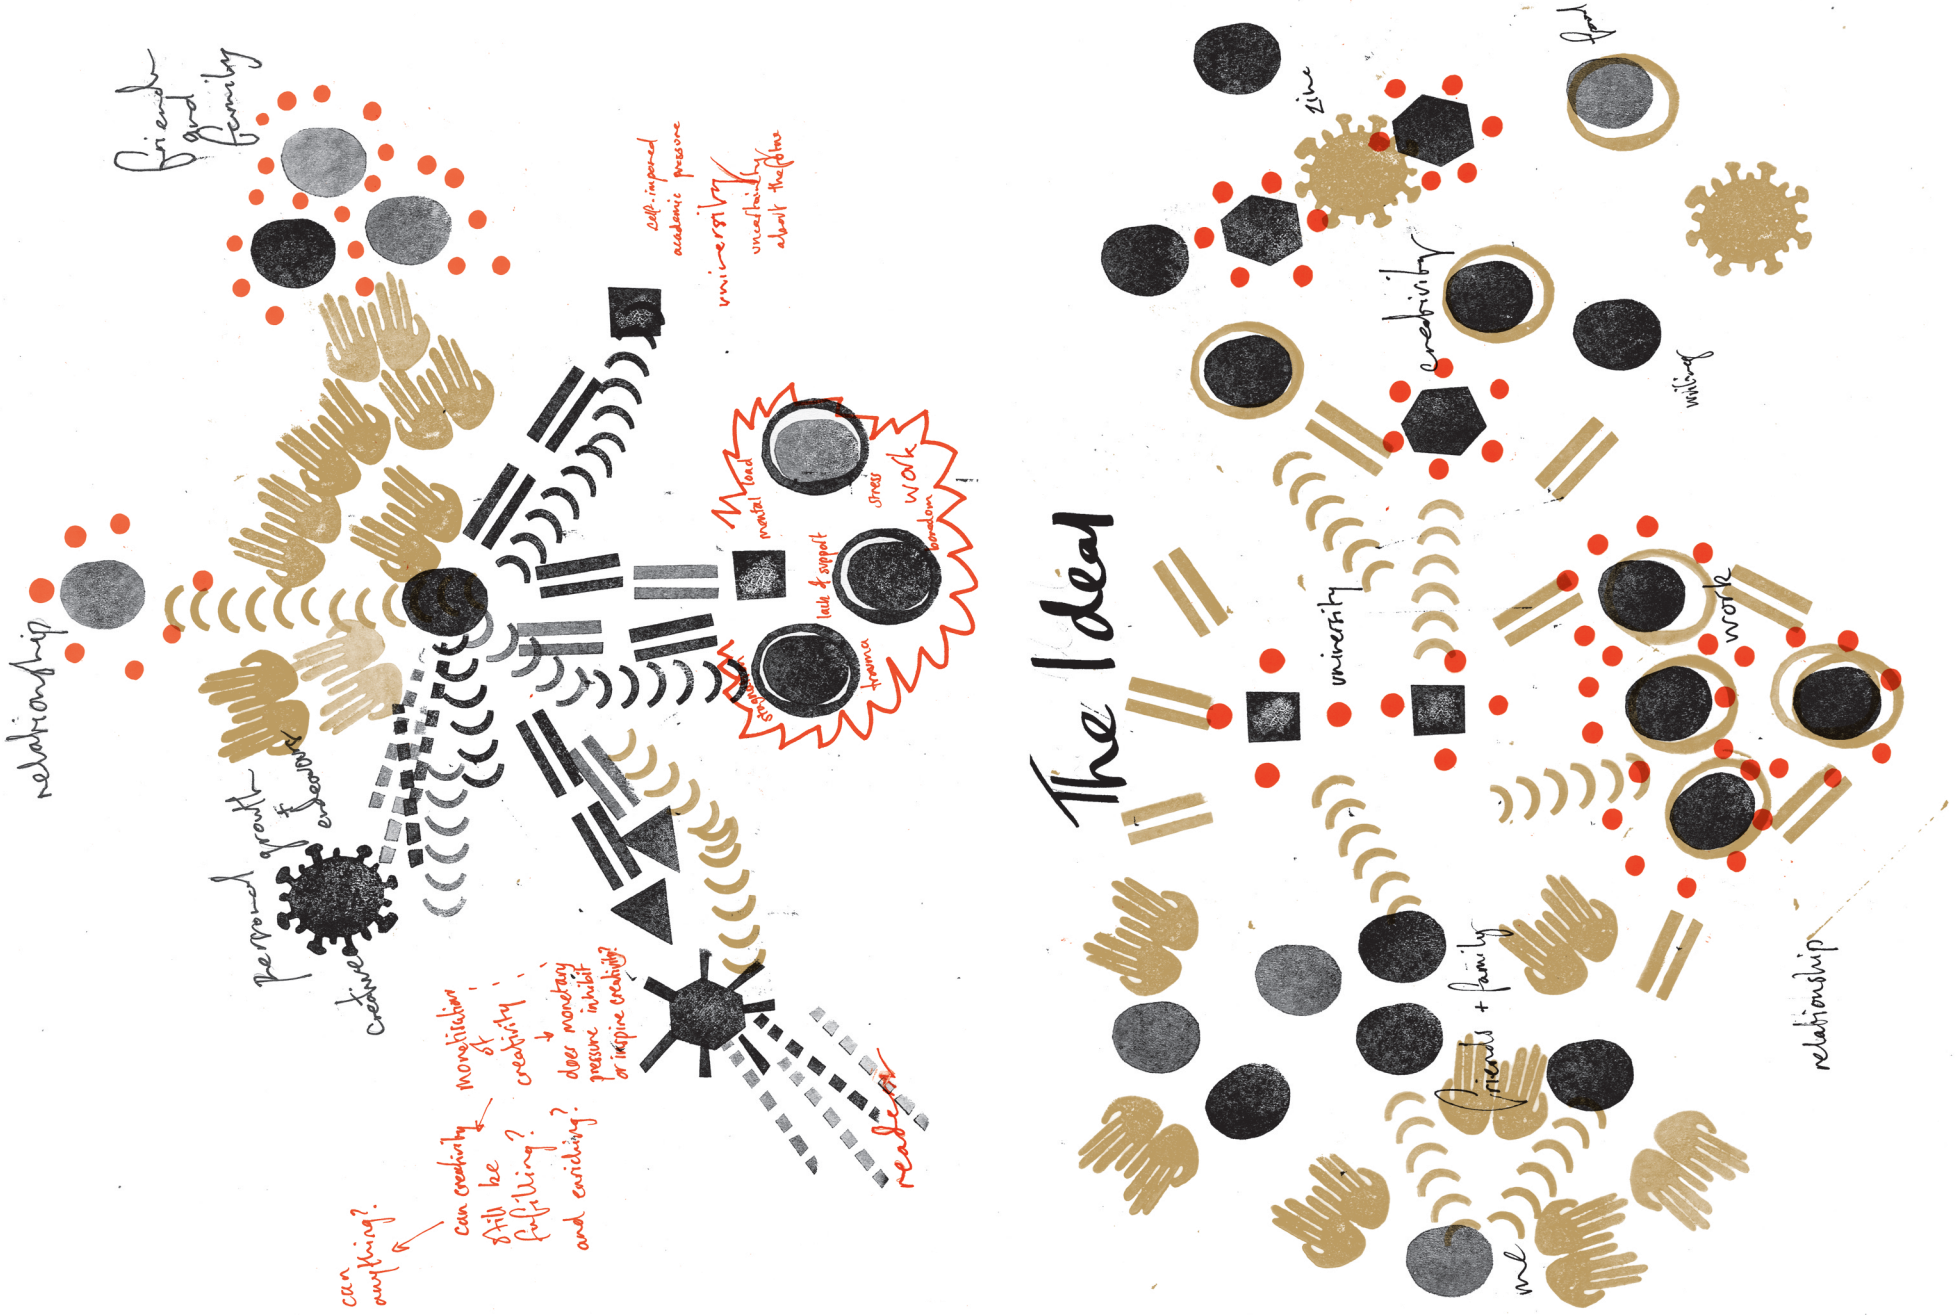 relationship
friends
and
family
personal growth
+
endeavours
creative
self-imposed
academic pressure
university
uncertainty
about the future
mental load
stress
work
boredom
lack of support
trauma
monetisation
of
creativity
does monetary
pressure inhibit
or inspire creativity?
can creativity
still be
fulfilling?
and enriching?
can
anything?
readers
The Ideal
zine
food
creativity
writing
university
work
friends + family
relationship
me